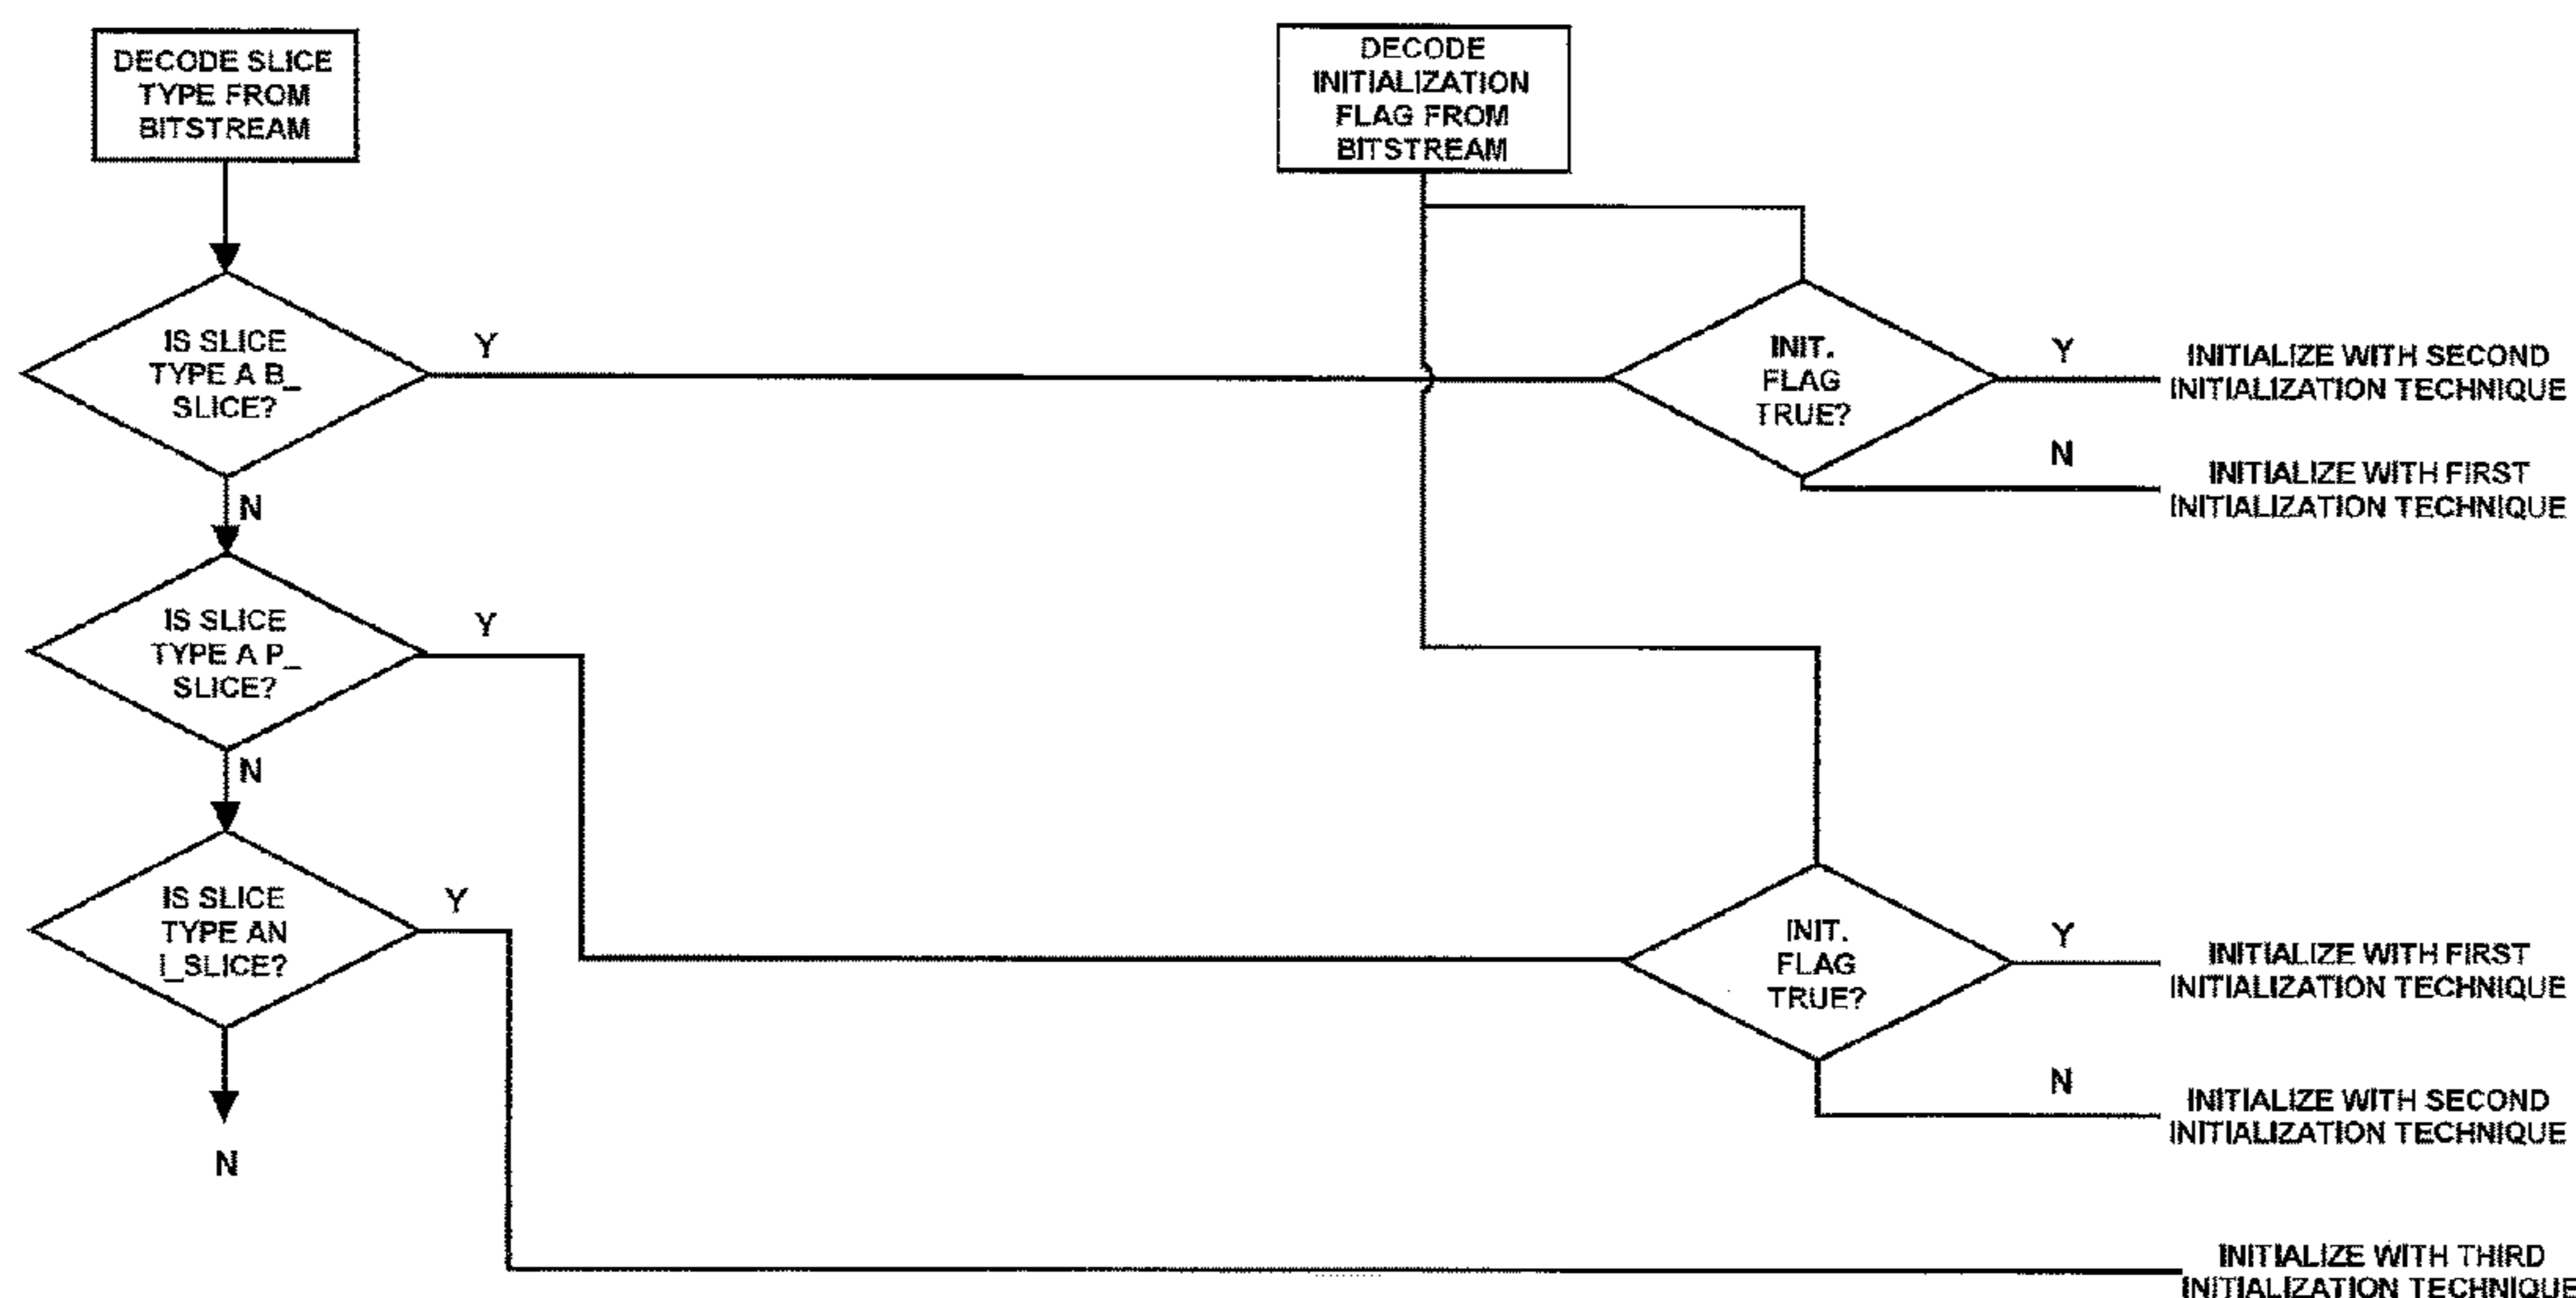 DECODE SLICE
TYPE FROM
BITSTREAM
DECODE
INITIALIZATION
FLAG FROM
BITSTREAM
IS SLICE
TYPE A B_
SLICE?
Y
N
INIT.
FLAG
TRUE?
Y
INITIALIZE WITH SECOND
INITIALIZATION TECHNIQUE
N
INITIALIZE WITH FIRST
INITIALIZATION TECHNIQUE
IS SLICE
TYPE A P_
SLICE?
Y
N
INIT.
FLAG
TRUE?
Y
INITIALIZE WITH FIRST
INITIALIZATION TECHNIQUE
N
INITIALIZE WITH SECOND
INITIALIZATION TECHNIQUE
IS SLICE
TYPE AN
I_SLICE?
Y
N
INITIALIZE WITH THIRD
INITIALIZATION TECHNIQUE